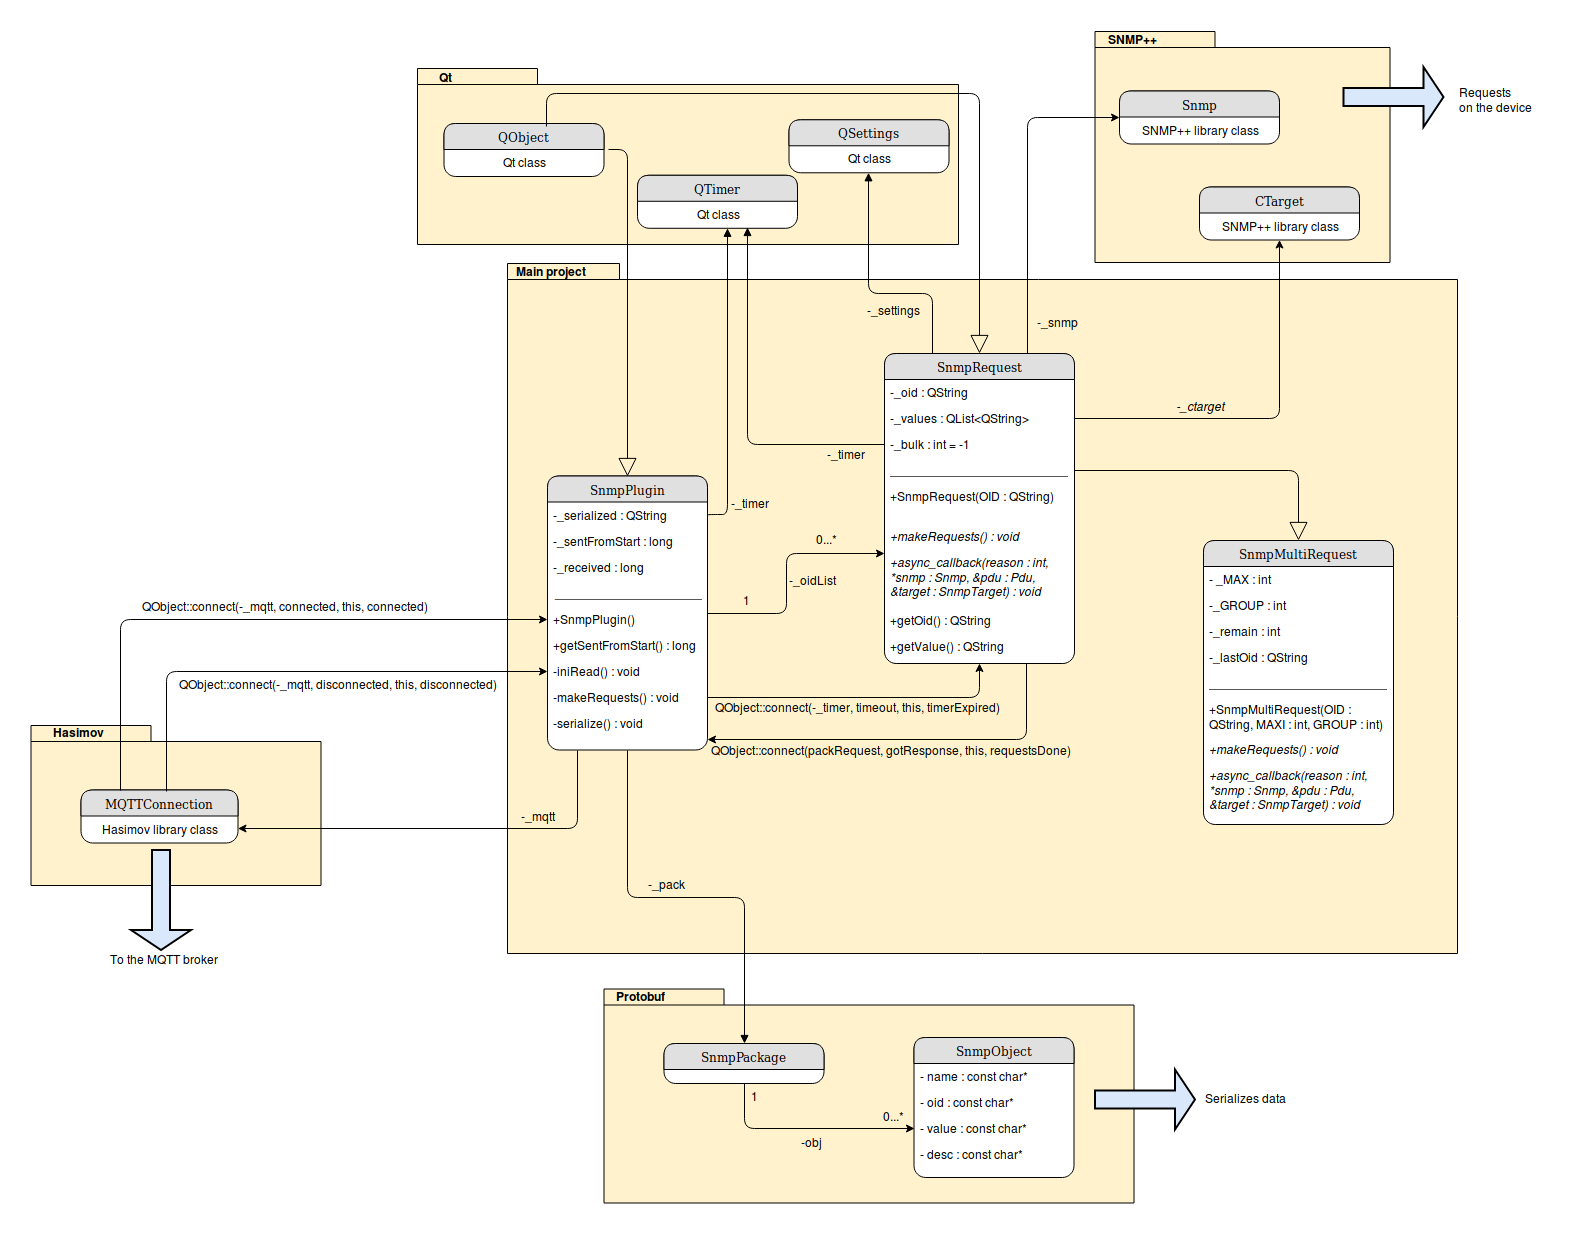 SNMP++
Snmp
SNMP++ library class
CTarget
SNMP++ library class
Requests
on the device
Qt
QObject
Qt class
QSettings
Qt class
QTimer
Qt class
Main project
-_settings
-_snmp
-_ctarget
-_timer
-_timer
SnmpRequest
-_oid : QString
-_values : QList<QString>
-_bulk : int = -1
+SnmpRequest(OID : QString)
+makeRequests() : void
+async_callback(reason : int,
*snmp : Snmp, &pdu : Pdu,
&target : SnmpTarget) : void
+getOid() : QString
+getValue() : QString
SnmpPlugin
-_serialized : QString
-_sentFromStart : long
-_received : long
+SnmpPlugin()
+getSentFromStart() : long
-iniRead() : void
-makeRequests() : void
-serialize() : void
0...*
-_oidList
1
SnmpMultiRequest
- _MAX : int
-_GROUP : int
-_remain : int
-_lastOid : QString
+SnmpMultiRequest(OID :
QString, MAXI : int, GROUP : int)
+makeRequests() : void
+async_callback(reason : int,
*snmp : Snmp, &pdu : Pdu,
&target : SnmpTarget) : void
QObject::connect(-_mqtt, connected, this, connected)
QObject::connect(-_mqtt, disconnected, this, disconnected)
QObject::connect(-_timer, timeout, this, timerExpired)
QObject::connect(packRequest, gotResponse, this, requestsDone)
Hasimov
MQTTConnection
Hasimov library class
-_mqtt
To the MQTT broker
-_pack
Protobuf
SnmpPackage
1
0...*
-obj
SnmpObject
- name : const char*
- oid : const char*
- value : const char*
- desc : const char*
Serializes data